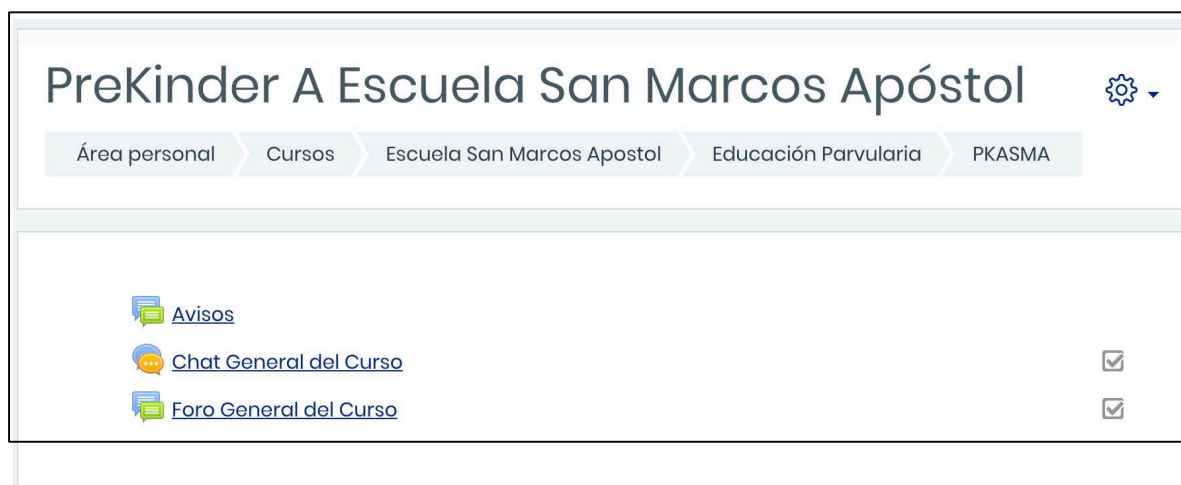 PreKinder A Escuela San Marcos Apóstol
Área personal Cursos Escuela San Marcos Apostol Educación Parvularia PKASMA
Avisos
Chat General del Curso
Foro General del Curso